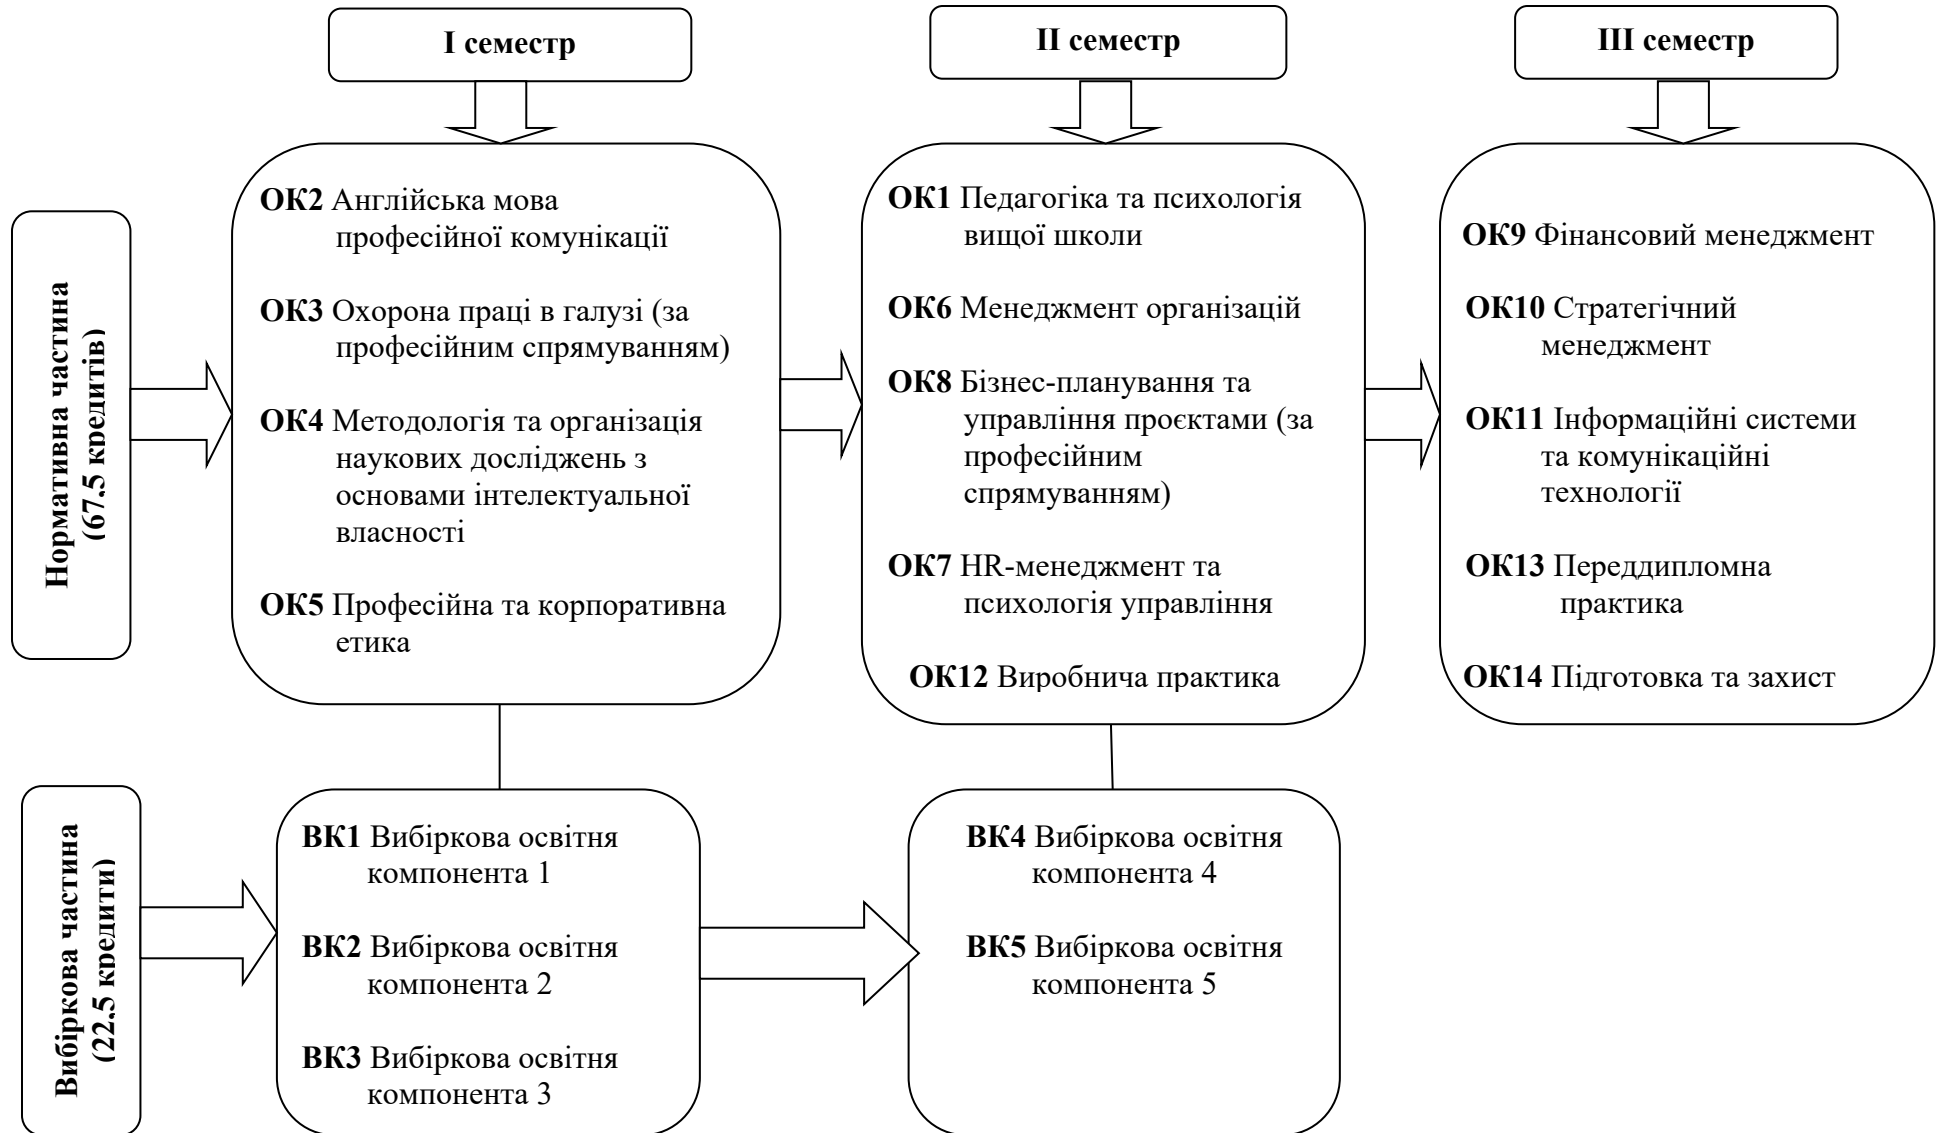 I семестр
II семестр
III семестр
Нормативна частина
(67.5 кредитів)
ОК2 Англійська мова
професійної комунікації
ОК3 Охорона праці в галузі (за
професійним спрямуванням)
ОК4 Методологія та організація
наукових досліджень з
основами інтелектуальної
власності
ОК5 Професійна та корпоративна
етика
ОК1 Педагогіка та психологія
вищої школи
ОК6 Менеджмент організацій
ОК8 Бізнес-планування та
управління проєктами (за
професійним
спрямуванням)
ОК7 HR-менеджмент та
психологія управління
ОК12 Виробнича практика
ОК9 Фінансовий менеджмент
ОК10 Стратегічний
менеджмент
ОК11 Інформаційні системи
та комунікаційні
технології
ОК13 Переддипломна
практика
ОК14 Підготовка та захист
Вибіркова частина
(22.5 кредити)
ВК1 Вибіркова освітня
компонента 1
ВК2 Вибіркова освітня
компонента 2
ВК3 Вибіркова освітня
компонента 3
ВК4 Вибіркова освітня
компонента 4
ВК5 Вибіркова освітня
компонента 5